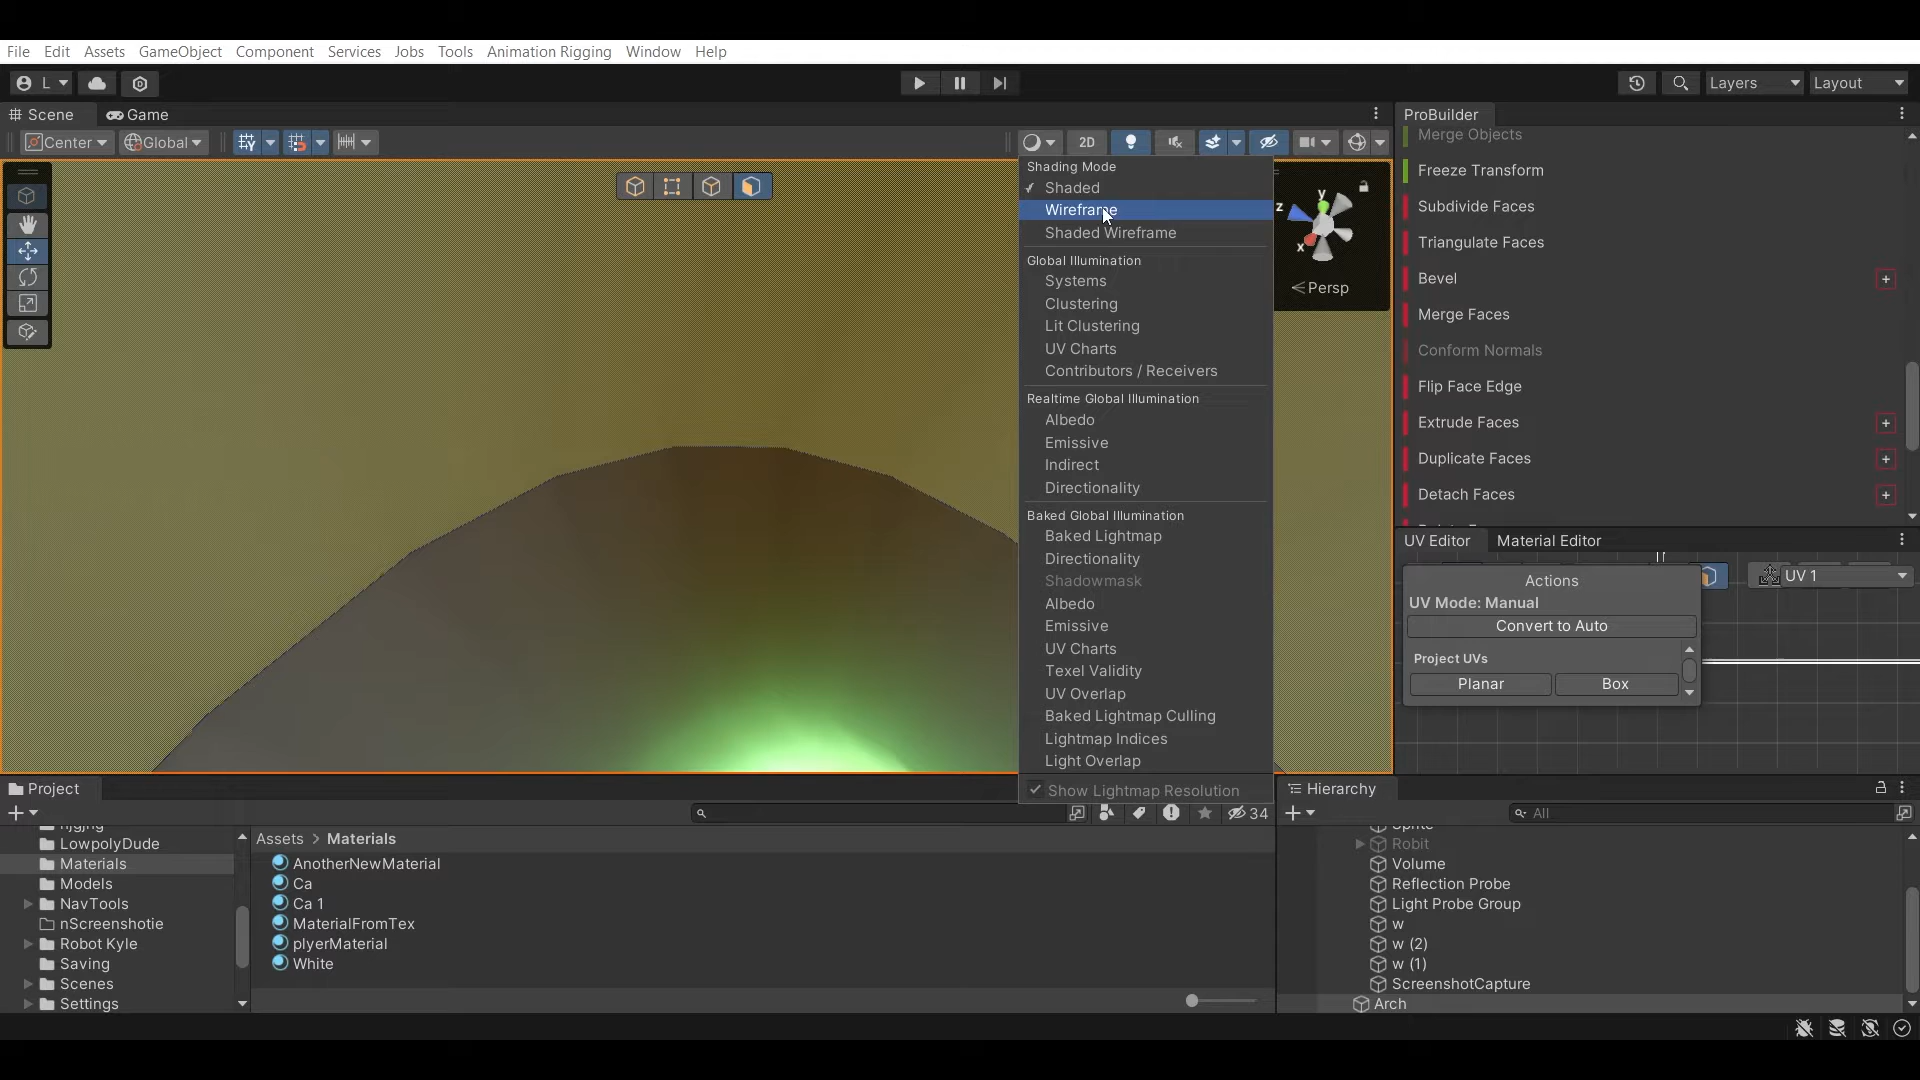 File Edit Assets GameObject Component Services Jobs Tools Animation Rigging Window Help
L
Layers Layout
Scene Game
Center Global 2D
Shading Mode
Shaded
Wireframe
Shaded Wireframe
Global Illumination
Systems
Clustering
Lit Clustering
UV Charts
Contributors / Receivers
Realtime Global Illumination
Albedo
Emissive
Indirect
Directionality
Baked Global Illumination
Baked Lightmap
Directionality
Shadowmask
Albedo
Emissive
UV Charts
Texel Validity
UV Overlap
Baked Lightmap Culling
Lightmap Indices
Light Overlap
Show Lightmap Resolution
y
z
x
Persp
ProBuilder
Merge Objects
Freeze Transform
Subdivide Faces
Triangulate Faces
Bevel
Merge Faces
Conform Normals
Flip Face Edge
Extrude Faces
Duplicate Faces
Detach Faces
UV Editor Material Editor
Actions
UV 1
UV Mode: Manual
Convert to Auto
Project UVs
Planar Box
Project
34
LowpolyDude
Materials
Models
NavTools
nScreenshotie
Robot Kyle
Saving
Scenes
Settings
Assets > Materials
AnotherNewMaterial
Ca
Ca 1
MaterialFromTex
plyerMaterial
White
Hierarchy
All
Sprite
Robit
Volume
Reflection Probe
Light Probe Group
w
w (2)
w (1)
ScreenshotCapture
Arch